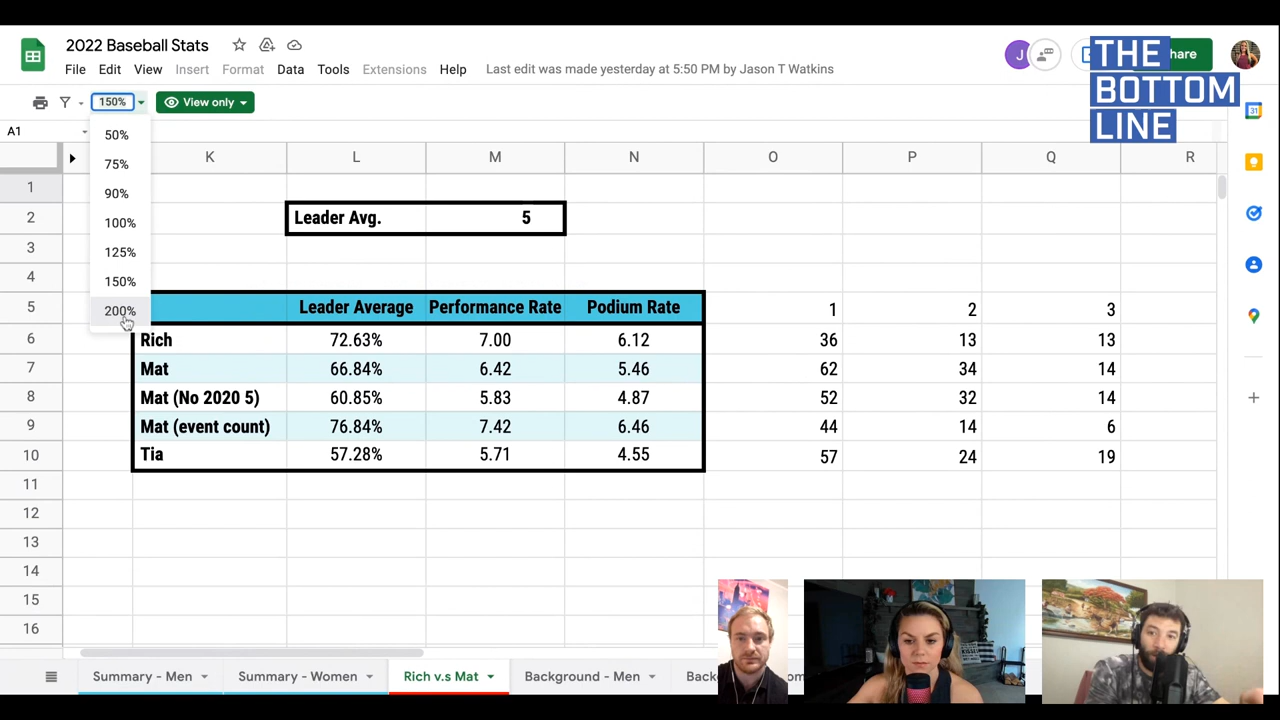 2022 Baseball Stats
File Edit View Insert Format Data Tools Extensions Help Last edit was made yesterday at 5:50 PM by Jason T Watkins
J
Share
THE
BOTTOM
LINE
150% View only
31
A1
50%
75%
90%
100%
125%
150%
200%
K L M N O P Q R
1
2 Leader Avg. 5
3
4
5 Leader Average Performance Rate Podium Rate 1 2 3
6 Rich 72.63% 7.00 6.12 36 13 13
7 Mat 66.84% 6.42 5.46 62 34 14
8 Mat (No 2020 5) 60.85% 5.83 4.87 52 32 14
9 Mat (event count) 76.84% 7.42 6.46 44 14 6
10 Tia 57.28% 5.71 4.55 57 24 19
11
12
13
14
15
16
Summary - Men Summary - Women Rich v.s Mat Background - Men